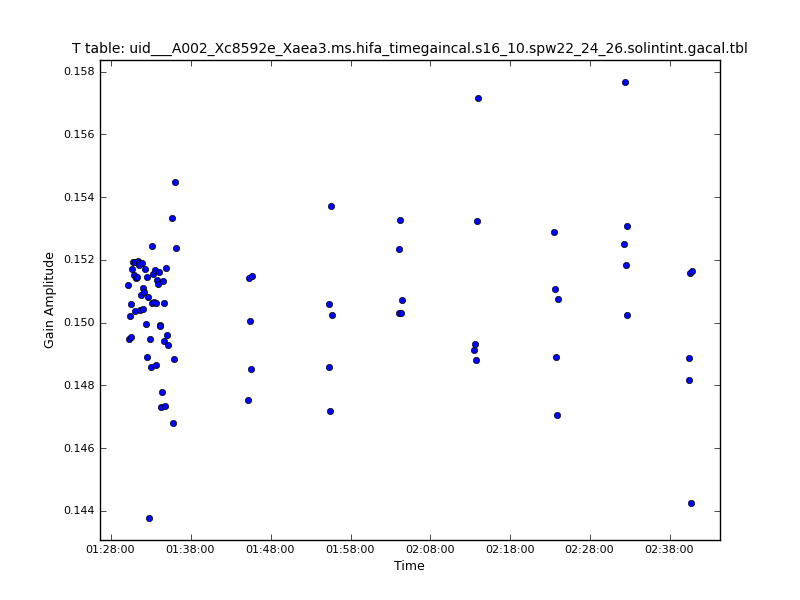 T table: uid___A002_Xc8592e_Xaea3.ms.hifa_timegaincal.s16_10.spw22_24_26.solintint.gacal.tbl
0.158
0.156
0.154
0.152
0.150
0.148
0.146
0.144
Gain Amplitude
01:28:00 01:38:00 01:48:00 01:58:00 02:08:00 02:18:00 02:28:00 02:38:00
Time